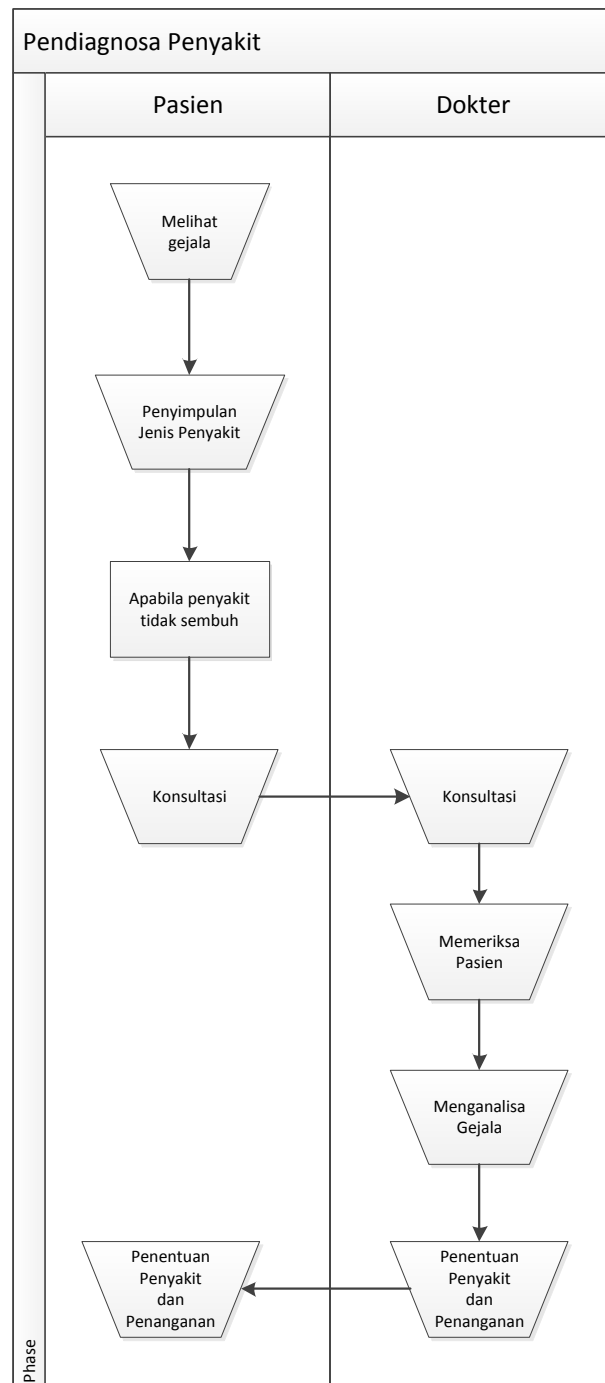 Pendiagnosa Penyakit
Pasien
Dokter
Melihat
gejala
Penyimpulan
Jenis Penyakit
Apabila penyakit
tidak sembuh
Konsultasi
Konsultasi
Memeriksa
Pasien
Menganalisa
Gejala
Penentuan
Penyakit
dan
Penanganan
Penentuan
Penyakit
dan
Penanganan
Phase